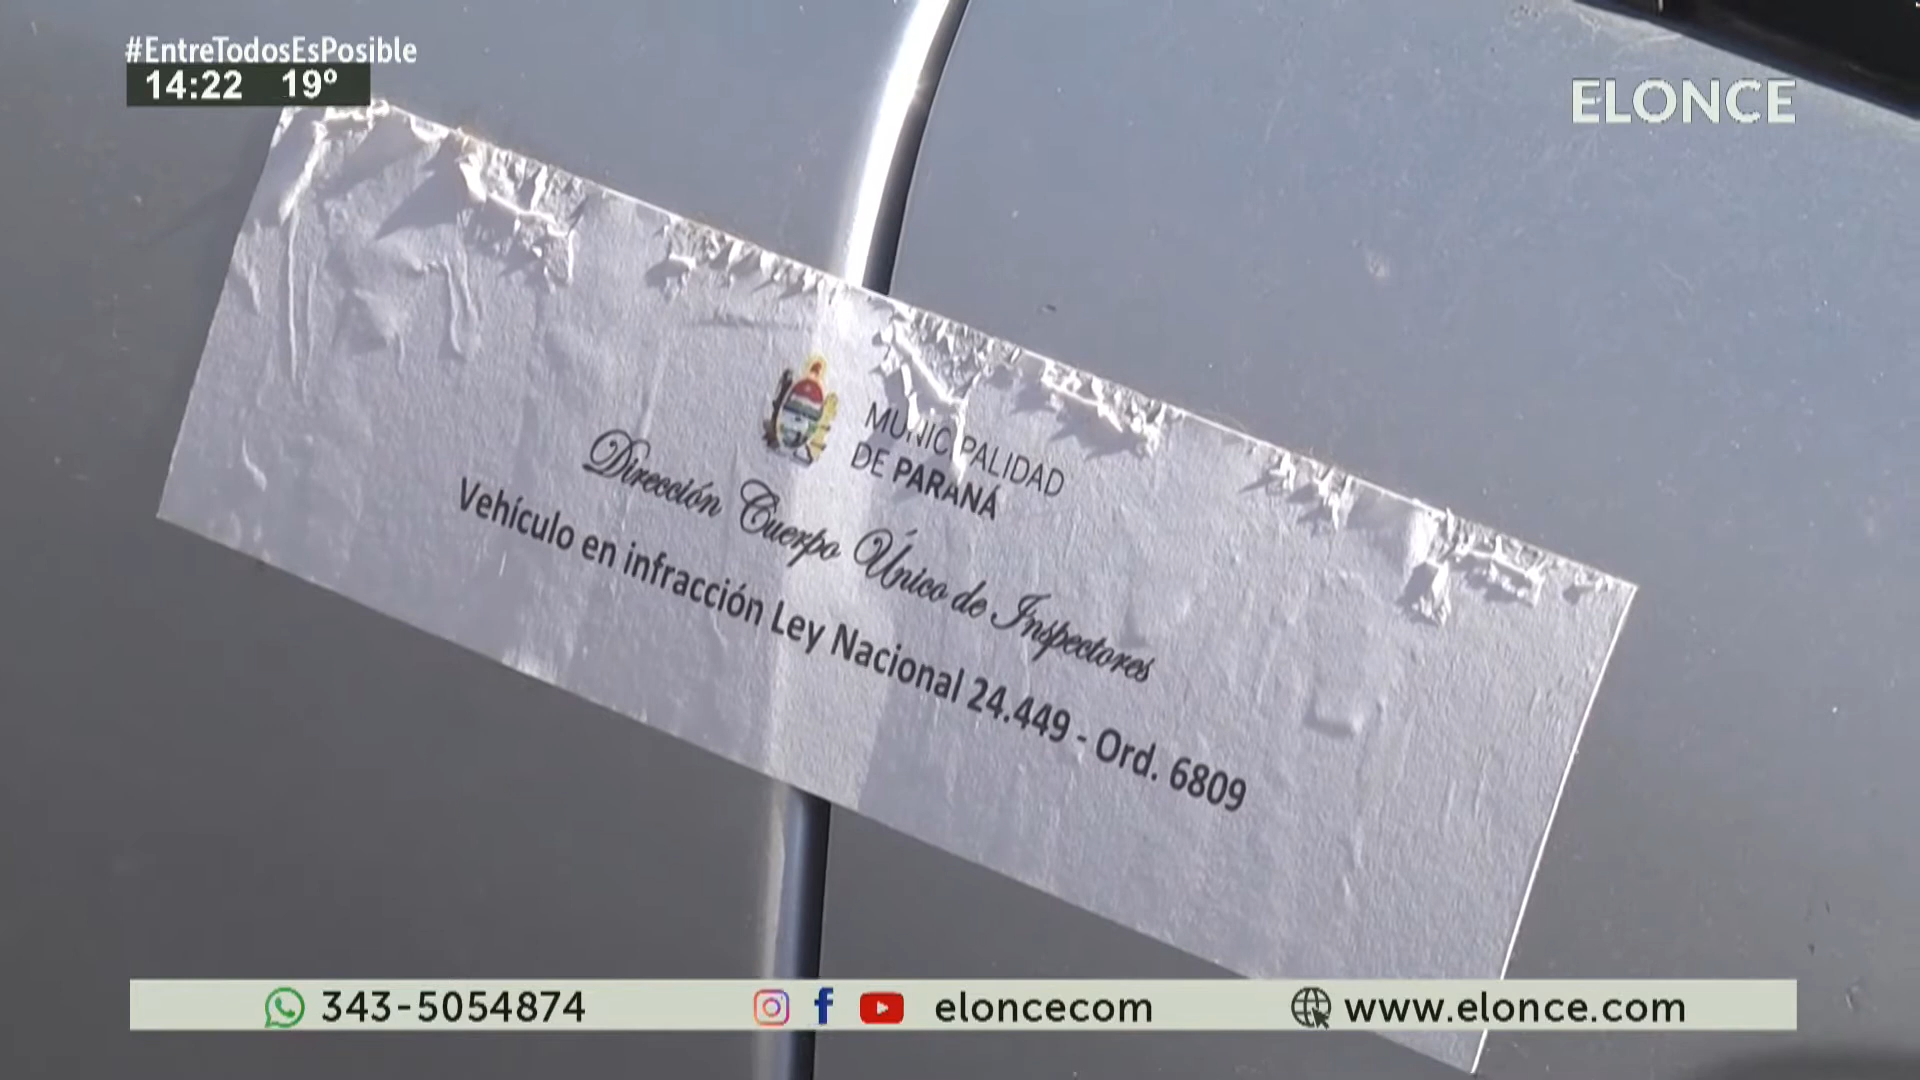 #EntreTodosEsPosible
14:22 19º
ELONCE
MUNICIPALIDAD
DE PARANÁ
Dirección Cuerpo Único de Inspectores
Vehículo en infracción Ley Nacional 24.449 - Ord. 6809
343-5054874
eloncecom
www.elonce.com